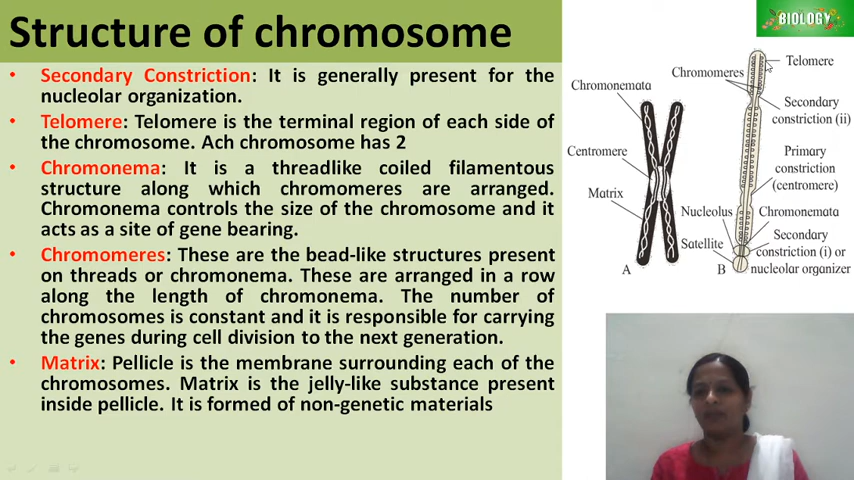 Structure of chromosome
BIOLOGY
• Secondary Constriction: It is generally present for the
nucleolar organization.
• Telomere: Telomere is the terminal region of each side of
the chromosome. Ach chromosome has 2
• Chromonema: It is a threadlike coiled filamentous
structure along which chromomeres are arranged.
Chromonema controls the size of the chromosome and it
acts as a site of gene bearing.
• Chromomeres: These are the bead-like structures present
on threads or chromonema. These are arranged in a row
along the length of chromonema. The number of
chromosomes is constant and it is responsible for carrying
the genes during cell division to the next generation.
• Matrix: Pellicle is the membrane surrounding each of the
chromosomes. Matrix is the jelly-like substance present
inside pellicle. It is formed of non-genetic materials
Chromonemata
Centromere
Matrix
A
Chromomeres
Telomere
Secondary
constriction (ii)
Primary
constriction
(centromere)
Nucleolus
Chromonemata
Satellite
Secondary
constriction (i) or
nucleolar organizer
B